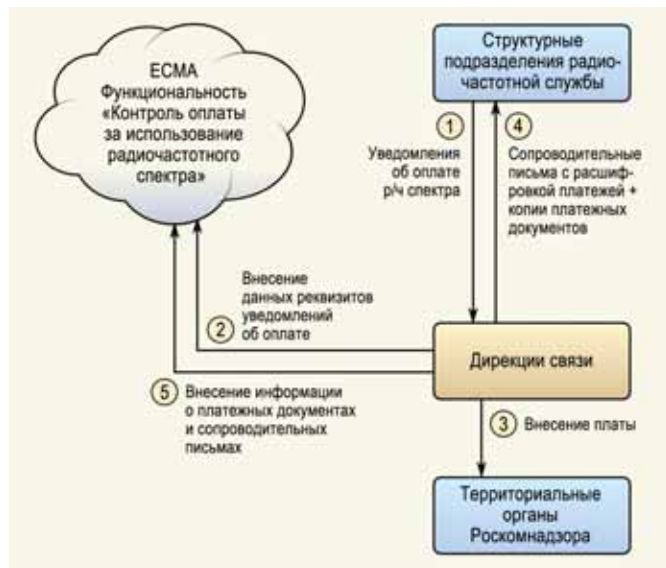 ЕСМА
Функциональность
«Контроль оплаты
за использование
радиочастотного
спектра»
Структурные
подразделения радио-
частотной службы
1
Уведомления
об оплате
р/ч спектра
4
Сопроводительные
письма с расшиф-
ровкой платежей +
копии платежных
документов
2
Внесение
данных реквизитов
уведомлений
об оплате
Дирекции связи
5
Внесение информации
о платежных документах
и сопроводительных
письмах
3
Внесение платы
Территориальные
органы
Роскомнадзора